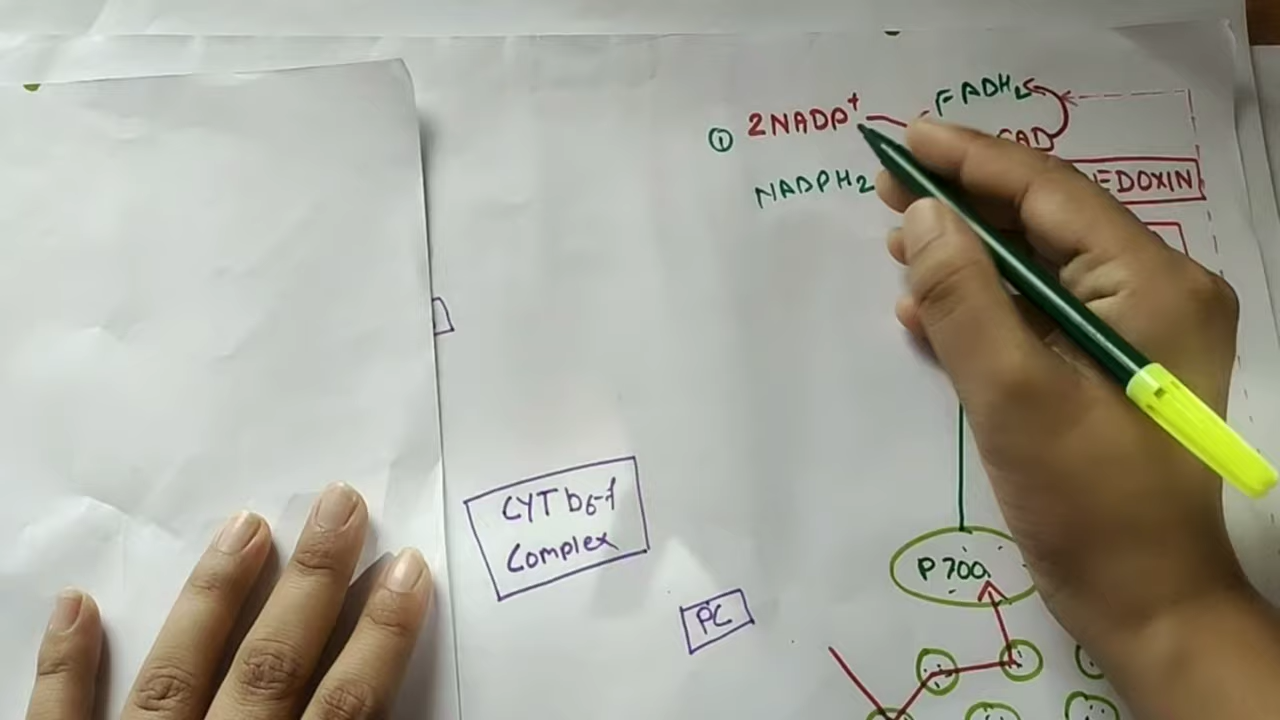 FADH2
① 2NADP+
FAD
NADPH2
EDOXIN
CYT b6-f
Complex
P700
PC